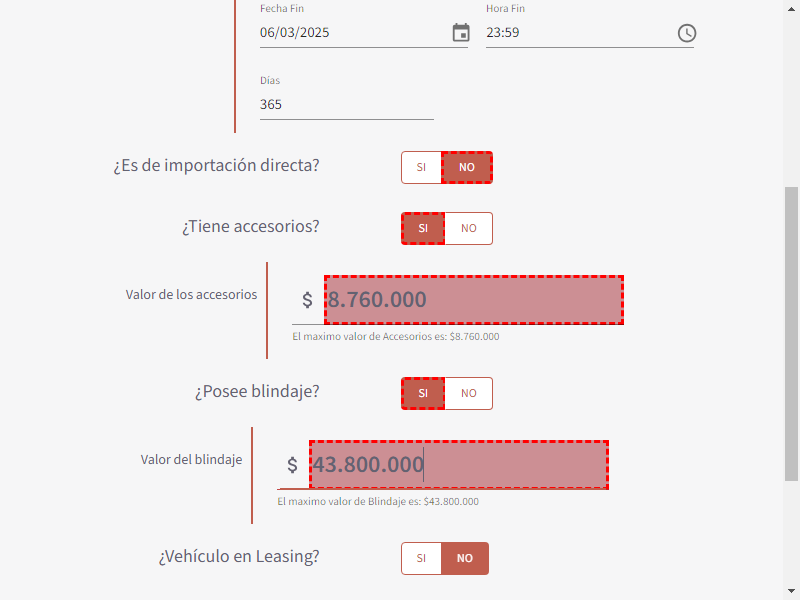 Fecha Fin
Hora Fin
06/03/2025
23:59
Días
365
¿Es de importación directa?
SI
NO
¿Tiene accesorios?
SI
NO
Valor de los accesorios
$
8.760.000
El maximo valor de Accesorios es: $8.760.000
¿Posee blindaje?
SI
NO
Valor del blindaje
$
43.800.000
El maximo valor de Blindaje es: $43.800.000
¿Vehículo en Leasing?
SI
NO